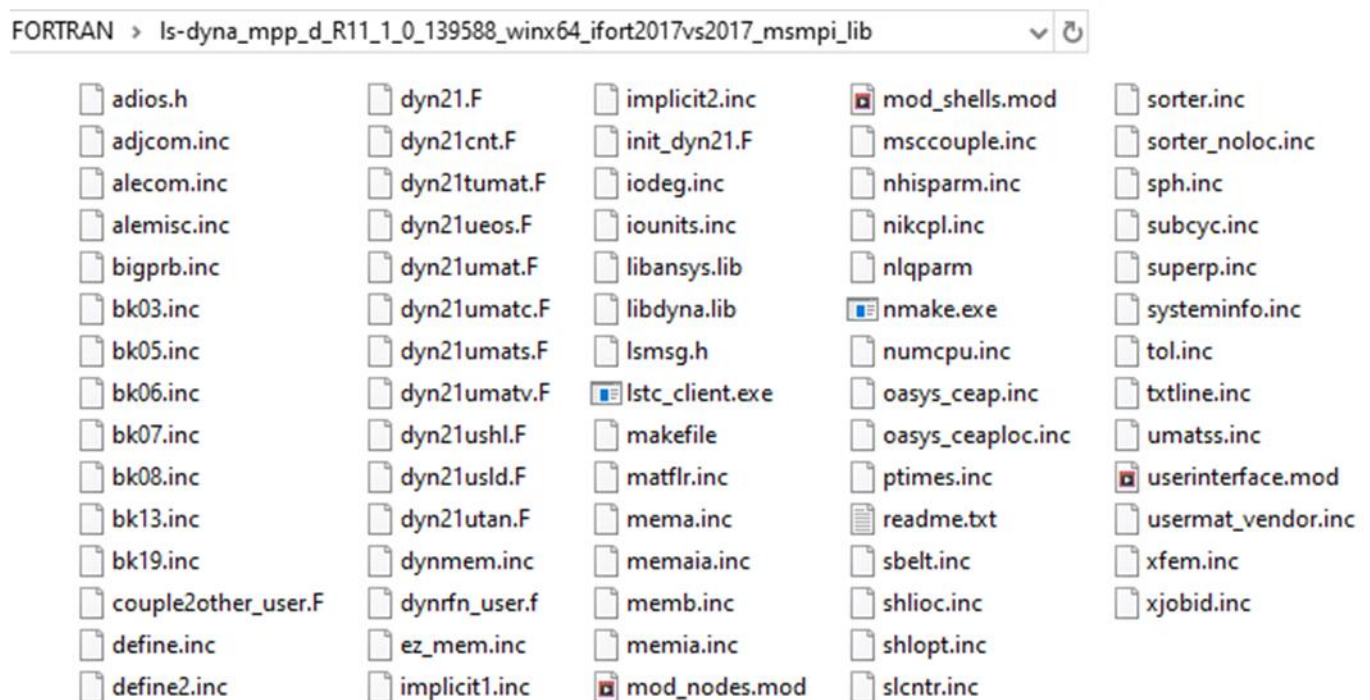 FORTRAN > ls-dyna_mpp_d_R11_1_0_139588_winx64_ifort2017vs2017_msmpi_lib
adios.h
adjcom.inc
alecom.inc
alemisc.inc
bigprb.inc
bk03.inc
bk05.inc
bk06.inc
bk07.inc
bk08.inc
bk13.inc
bk19.inc
couple2other_user.F
define.inc
define2.inc
dyn21.F
dyn21cnt.F
dyn21tumat.F
dyn21ueos.F
dyn21umat.F
dyn21umatc.F
dyn21umats.F
dyn21umatv.F
dyn21ushl.F
dyn21usld.F
dyn21utan.F
dynmem.inc
dynrfn_user.f
ez_mem.inc
implicit1.inc
implicit2.inc
init_dyn21.F
iodeg.inc
iounits.inc
libansys.lib
libdyna.lib
lsmsg.h
lstc_client.exe
makefile
matflr.inc
mema.inc
memaia.inc
memb.inc
memia.inc
mod_nodes.mod
mod_shells.mod
msccouple.inc
nhisparm.inc
nikcpl.inc
nlqparm
nmake.exe
numcpu.inc
oasys_ceap.inc
oasys_ceaploc.inc
ptimes.inc
readme.txt
sbelt.inc
shlioc.inc
shlopt.inc
slcntr.inc
sorter.inc
sorter_noloc.inc
sph.inc
subcyc.inc
superp.inc
systeminfo.inc
tol.inc
txtline.inc
umatss.inc
userinterface.mod
usermat_vendor.inc
xfem.inc
xjobid.inc